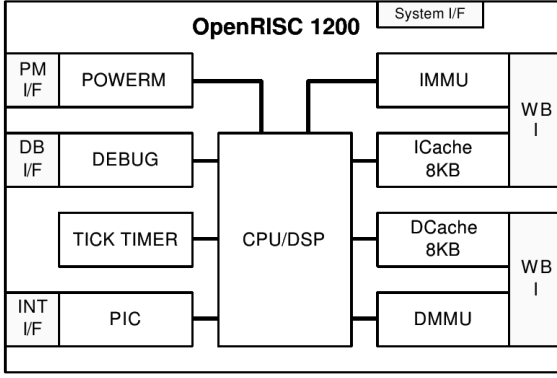 System I/F
OpenRISC 1200
PM
I/F
POWERM
IMMU
WB
I
DB
I/F
DEBUG
ICache
8KB
TICK TIMER
CPU/DSP
DCache
8KB
WB
I
INT
I/F
PIC
DMMU